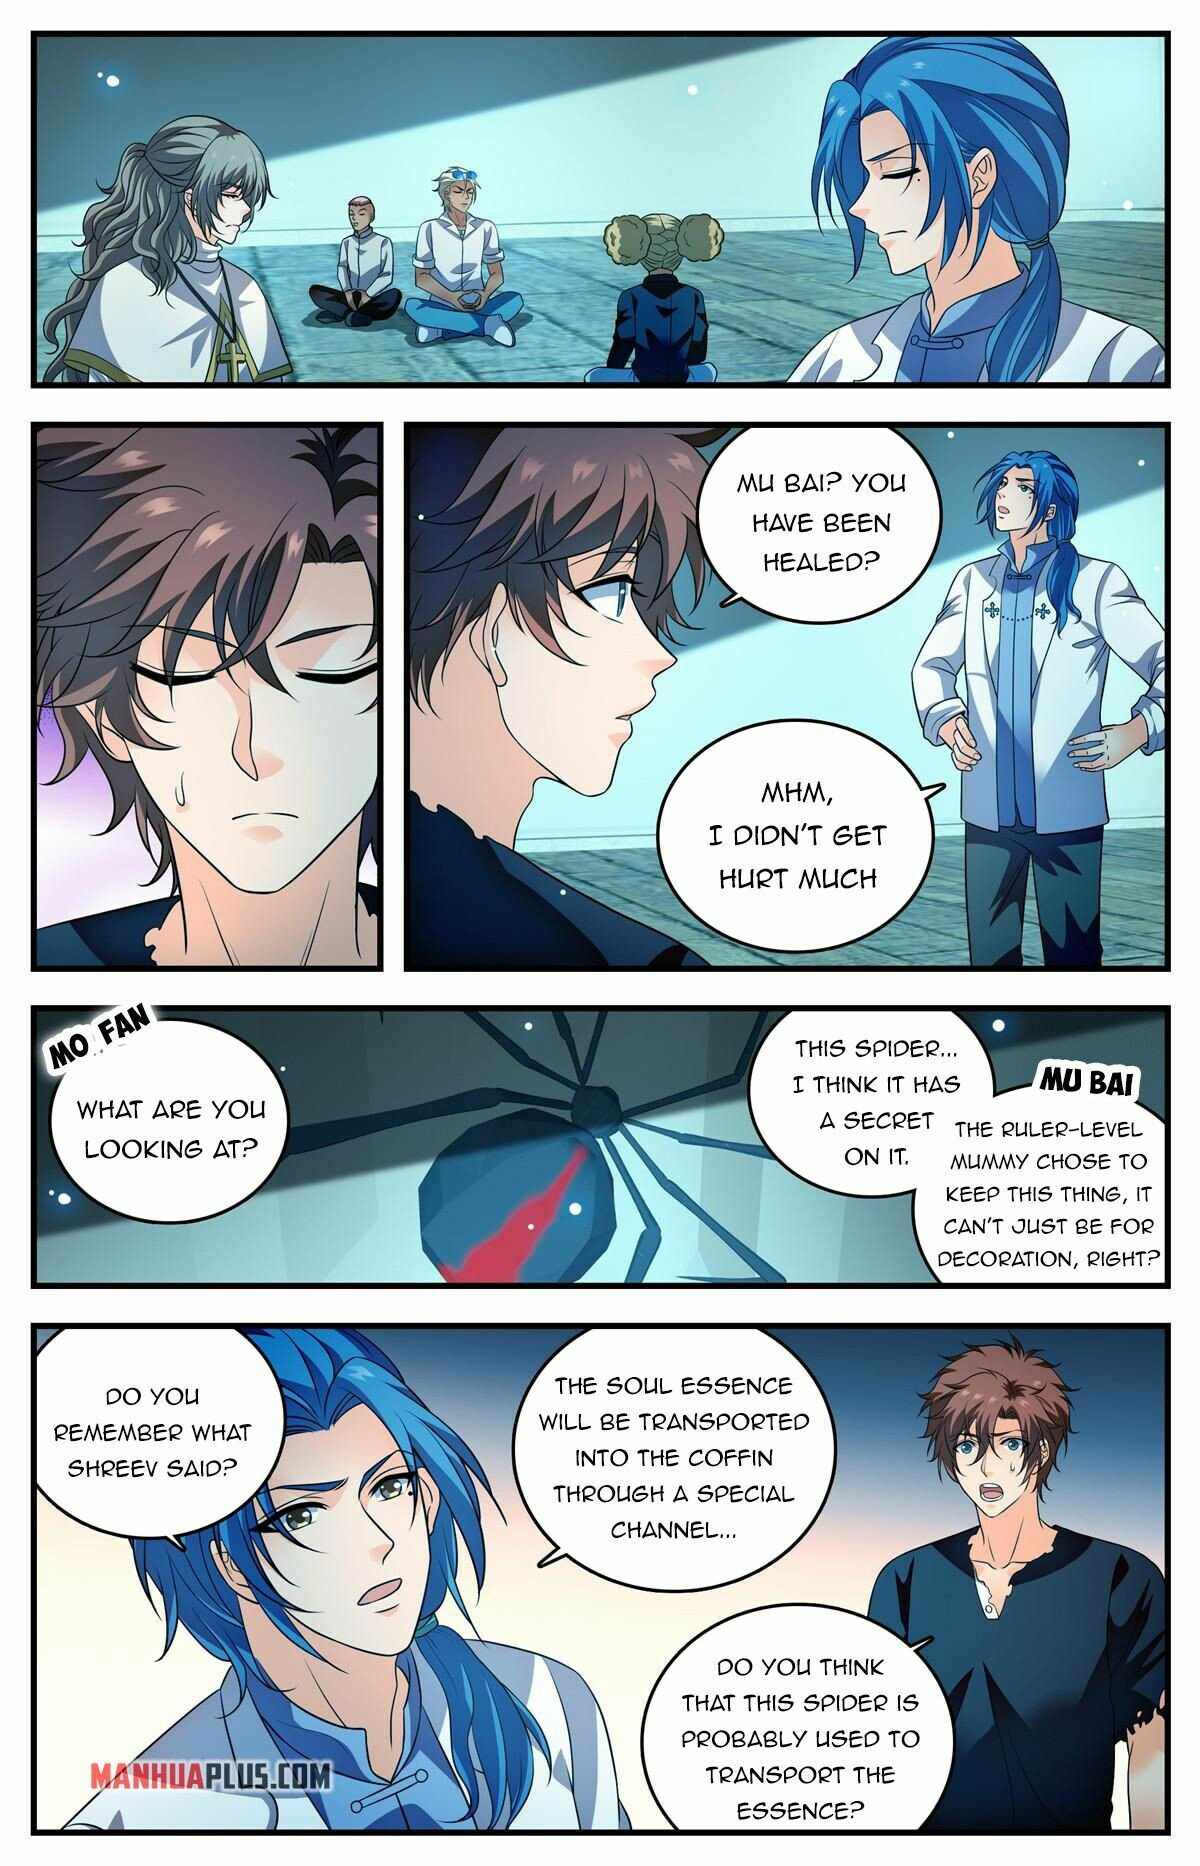 MU BAI? YOU
HAVE BEEN
HEALED?
MHM,
I DIDN'T GET
HURT MUCH
MO FAN
WHAT ARE YOU
LOOKING AT?
THIS SPIDER...
I THINK IT HAS
A SECRET
ON IT.
MU BAI
THE RULER-LEVEL
MUMMY CHOSE TO
KEEP THIS THING, IT
CAN'T JUST BE FOR
DECORATION, RIGHT?
DO YOU
REMEMBER WHAT
SHREEV SAID?
THE SOUL ESSENCE
WILL BE TRANSPORTED
INTO THE COFFIN
THROUGH A SPECIAL
CHANNEL...
DO YOU THINK
THAT THIS SPIDER IS
PROBABLY USED TO
TRANSPORT THE
ESSENCE?
MANHUAPLUS.COM